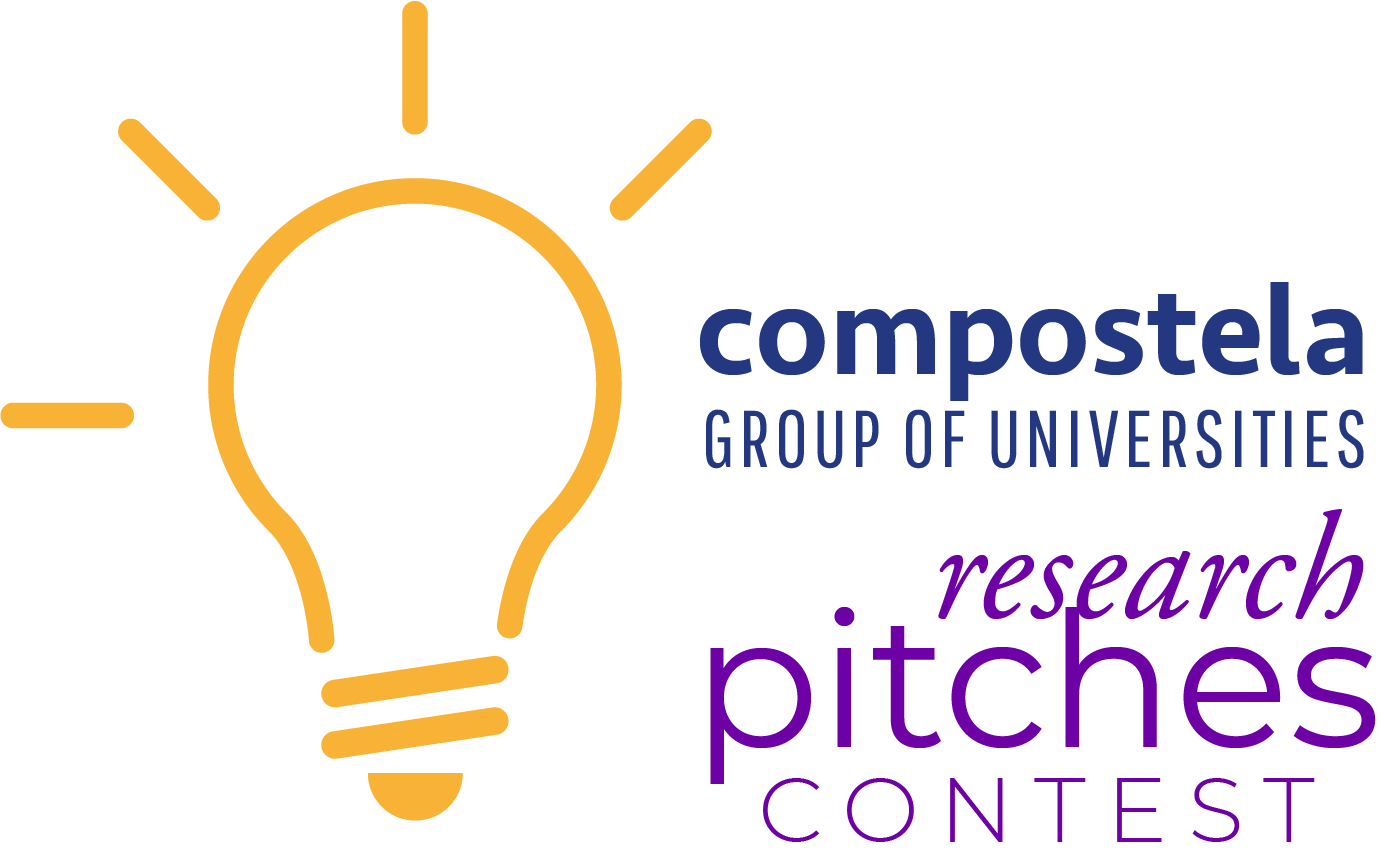 compostela
GROUP OF UNIVERSITIES
research
pitches
CONTEST